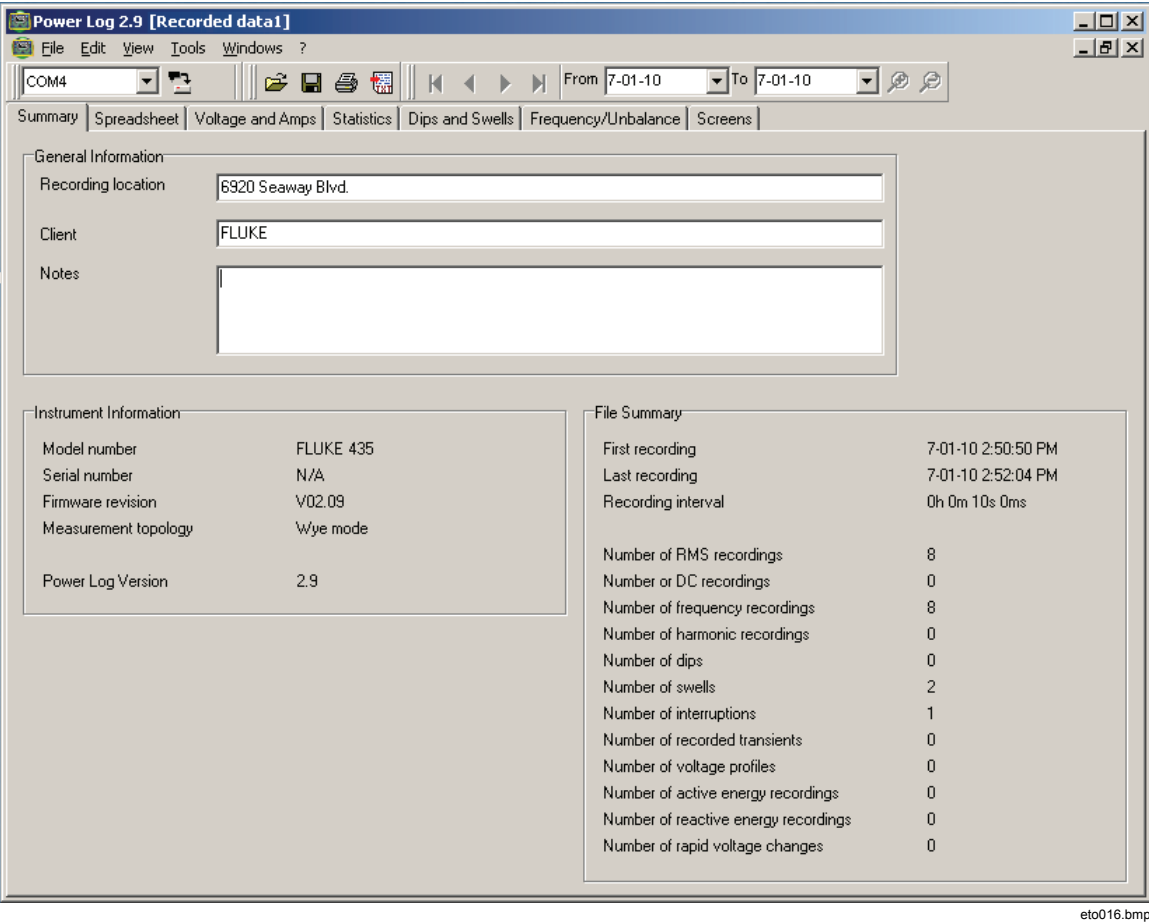 Power Log 2.9 [Recorded data1]
File Edit View Tools Windows ?
COM4 TXT From 7-01-10 To 7-01-10
Summary Spreadsheet Voltage and Amps Statistics Dips and Swells Frequency/Unbalance Screens
General Information
Recording location 6920 Seaway Blvd.
Client FLUKE
Notes
Instrument Information
Model number FLUKE 435
Serial number N/A
Firmware revision V02.09
Measurement topology Wye mode
Power Log Version 2.9
File Summary
First recording 7-01-10 2:50:50 PM
Last recording 7-01-10 2:52:04 PM
Recording interval 0h 0m 10s 0ms
Number of RMS recordings 8
Number or DC recordings 0
Number of frequency recordings 8
Number of harmonic recordings 0
Number of dips 0
Number of swells 2
Number of interruptions 1
Number of recorded transients 0
Number of voltage profiles 0
Number of active energy recordings 0
Number of reactive energy recordings 0
Number of rapid voltage changes 0
eto016.bmp